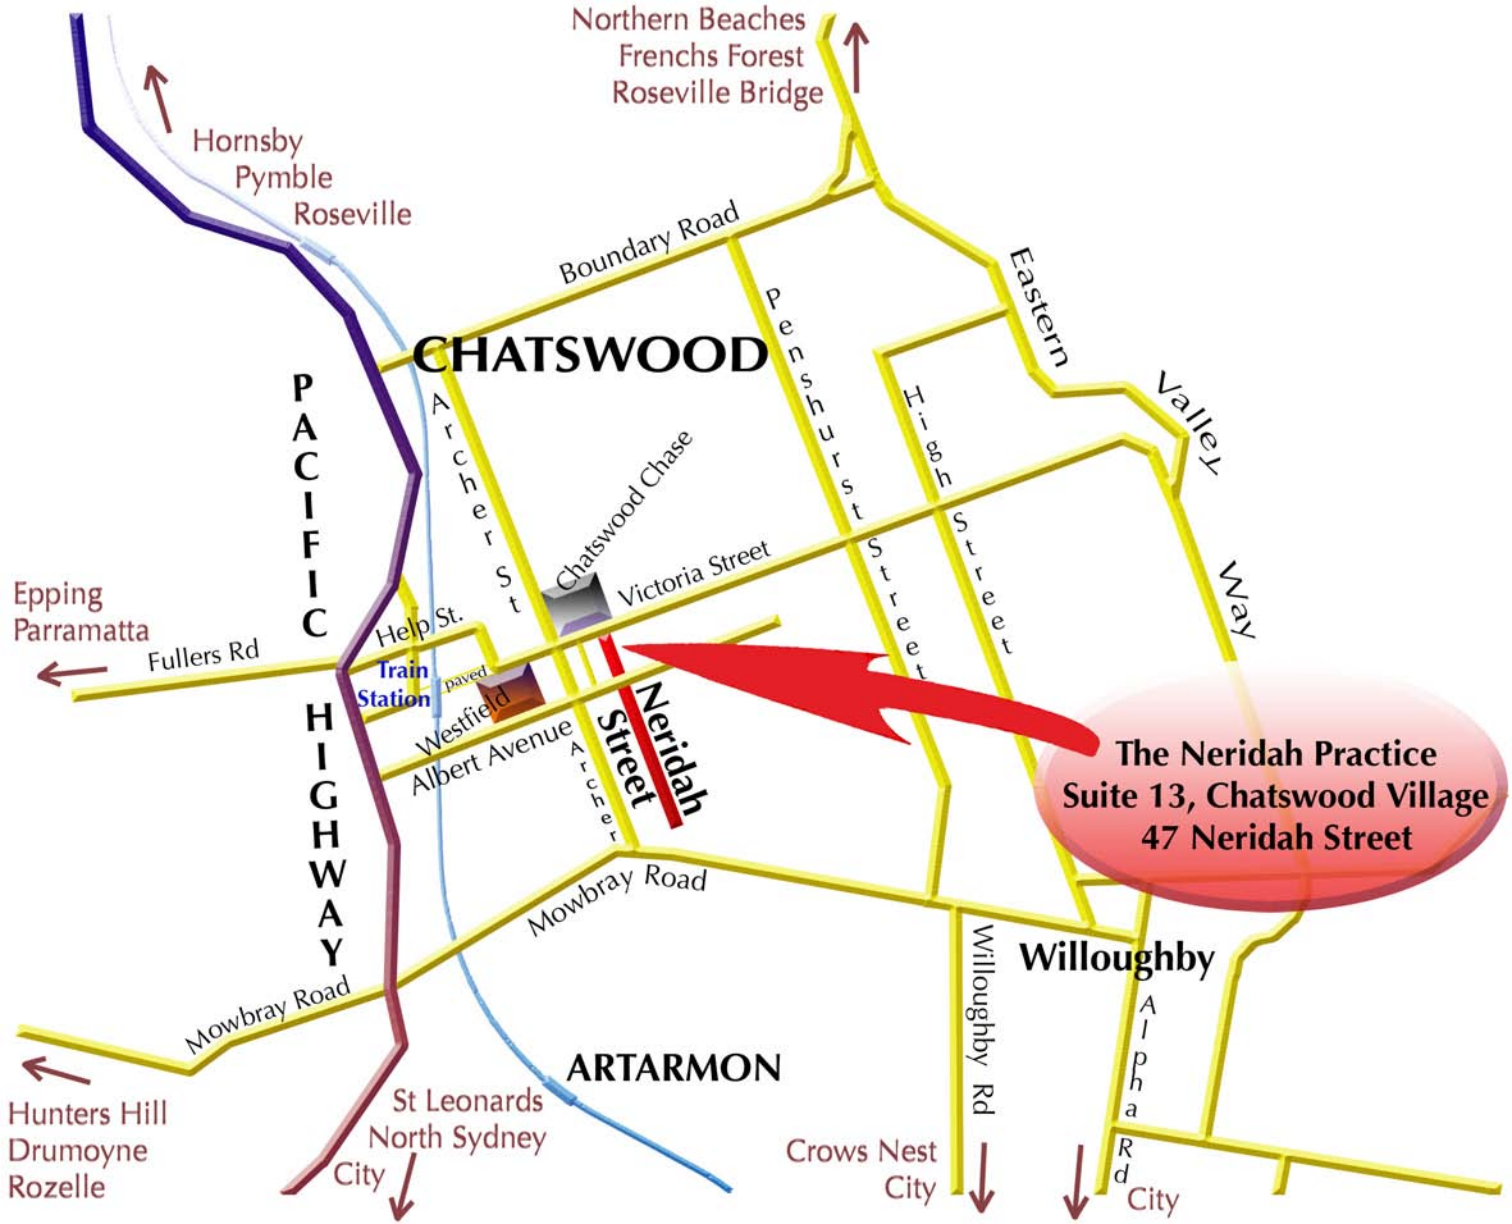 Northern Beaches
Frenchs Forest
Roseville Bridge
Hornsby
Pymble
Roseville
Boundary Road
Eastern
Valley
Way
CHATSWOOD
PACIFIC
HIGHWAY
Archer St
Penshurst
Street
High
Street
Chatswood Chase
Victoria Street
Epping
Parramatta
Fullers Rd
Help St.
Train
Station
paved
Westfield
Albert Avenue
Archer
Neridah
Street
The Neridah Practice
Suite 13, Chatswood Village
47 Neridah Street
Mowbray Road
Willoughby
Mowbray Road
Willoughby Rd
Alpha
Rd
ARTARMON
Hunters Hill
Drumoyne
Rozelle
St Leonards
North Sydney
City
Crows Nest
City
City